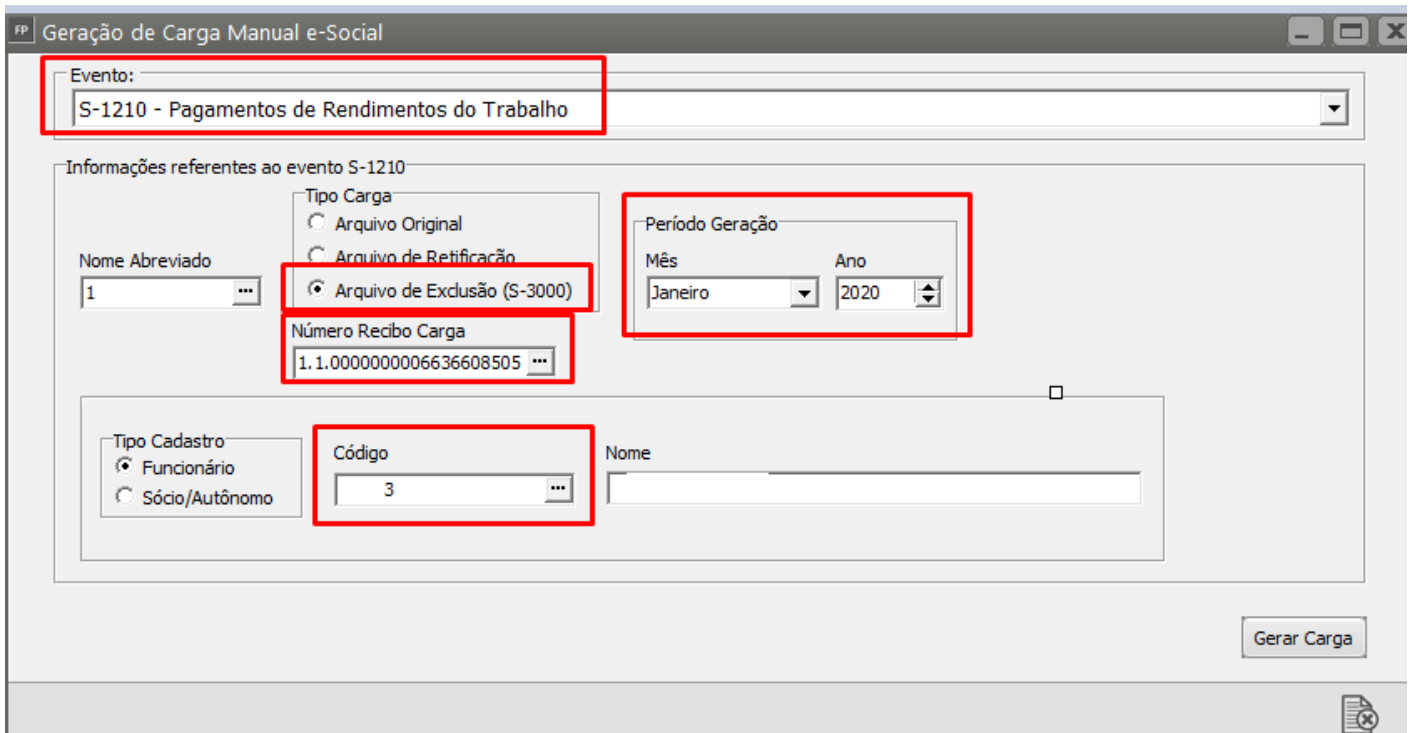 FP Geração de Carga Manual e-Social
Evento:
S-1210 - Pagamentos de Rendimentos do Trabalho
Informações referentes ao evento S-1210
Tipo Carga
Arquivo Original
Arquivo de Retificação
Arquivo de Exclusão (S-3000)
Nome Abreviado
1
Número Recibo Carga
1.1.0000000006636608505
Período Geração
Mês Ano
Janeiro 2020
Tipo Cadastro
Funcionário
Sócio/Autônomo
Código
3
Nome
Gerar Carga